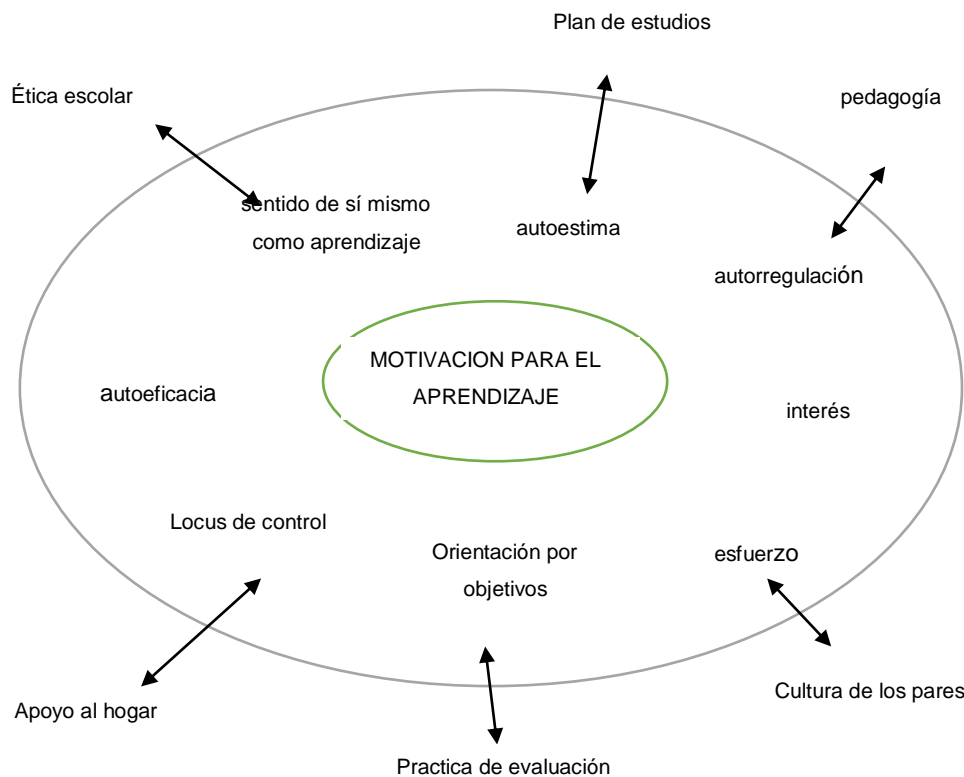 Plan de estudios
Ética escolar
pedagogía
sentido de sí mismo
como aprendizaje
autoestima
autorregulación
MOTIVACION PARA EL
APRENDIZAJE
autoeficacia
interés
Locus de control
Orientación por
objetivos
esfuerzo
Apoyo al hogar
Cultura de los pares
Practica de evaluación